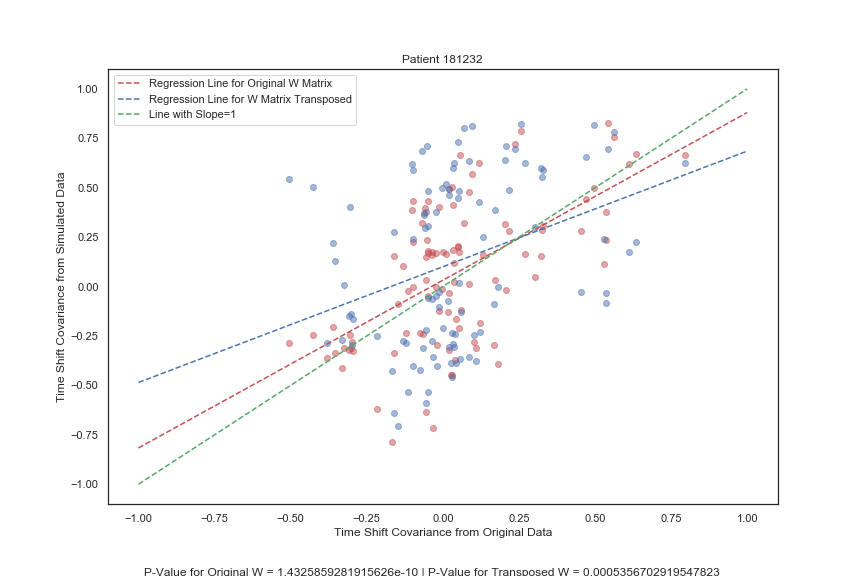 Patient 181232
Regression Line for Original W Matrix
Regression Line for W Matrix Transposed
Line with Slope=1
Time Shift Covariance from Simulated Data
1.00
0.75
0.50
0.25
0.00
−0.25
−0.50
−0.75
−1.00
−1.00 −0.75 −0.50 −0.25 0.00 0.25 0.50 0.75 1.00
Time Shift Covariance from Original Data
P-Value for Original W = 1.4325859281915626e-10 | P-Value for Transposed W = 0.0005356702919547823